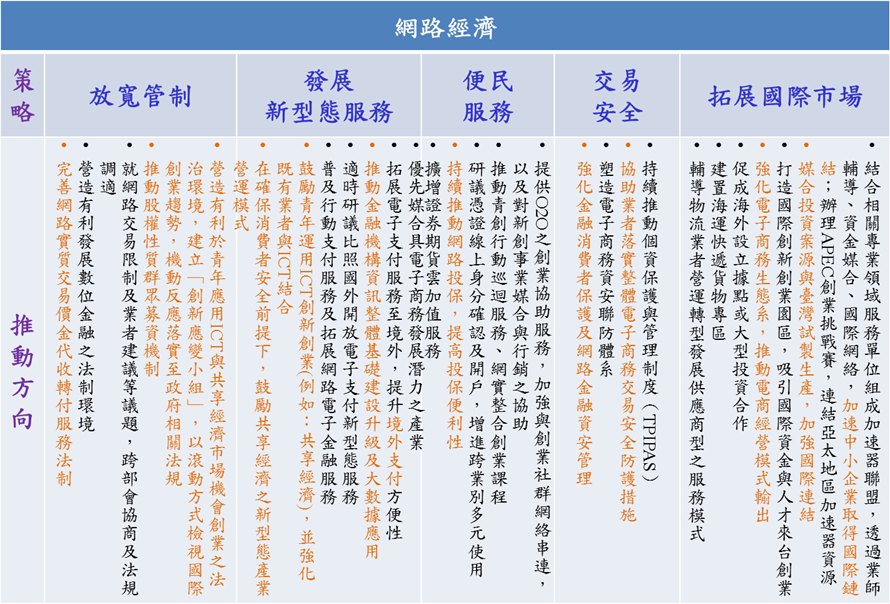 網路經濟
策略
放寬管制
發展
新型態服務
便民
服務
交易
安全
拓展國際市場
推動方向
• 營造有利於青年應用ICT與共享經濟市場機會創業之法
治環境，建立「創新應變小組」，以滾動方式檢視國際
創業趨勢，機動反應落實至政府相關法規
• 推動股權性質群眾募資機制
• 就網路交易限制及業者建議等議題，跨部會協商及法規
調適
• 營造有利發展數位金融之法制環境
• 完善網路實質交易價金代收轉付服務法制
• 優先媒合具電子商務發展潛力之產業
• 拓展電子支付服務至境外，提升境外支付方便性
• 推動金融機構資訊整體基礎建設升級及大數據應用
• 適時研議比照國外開放電子支付新型態服務
• 普及行動支付服務及拓展網路電子金融服務
• 鼓勵青年運用ICT創新創業(例如：共享經濟)，並強化
既有業者與ICT結合
• 在確保消費者安全前提下，鼓勵共享經濟之新型態產業
營運模式
• 提供O2O之創業協助服務，加強與創業社群網絡串連，
以及對新創事業媒合與行銷之協助
• 推動青創行動巡迴服務、網實整合創業課程
• 研議憑證線上身分確認及開戶，增進跨業別多元使用
• 持續推動網路投保，提高投保便利性
• 擴增證券期貨雲加值服務
• 持續推動個資保護與管理制度(TPIPAS)
• 協助業者落實整體電子商務交易安全防護措施
• 塑造電子商務資安聯防體系
• 強化金融消費者保護及網路金融資安管理
• 結合相關專業領域服務單位組成加速器聯盟，透過業師
輔導、資金媒合、國際網絡，加速中小企業取得國際鏈
結；辦理APEC創業挑戰賽，連結亞太地區加速器資源
• 媒合投資案源與臺灣試製生產，加強國際連結
• 打造國際創新創業園區，吸引國際資金與人才來台創業
• 強化電子商務生態系，推動電商經營模式輸出
• 促成海外設立據點或大型投資合作
• 建置海運快遞貨物專區
• 輔導物流業者營運轉型發展供應商型之服務模式